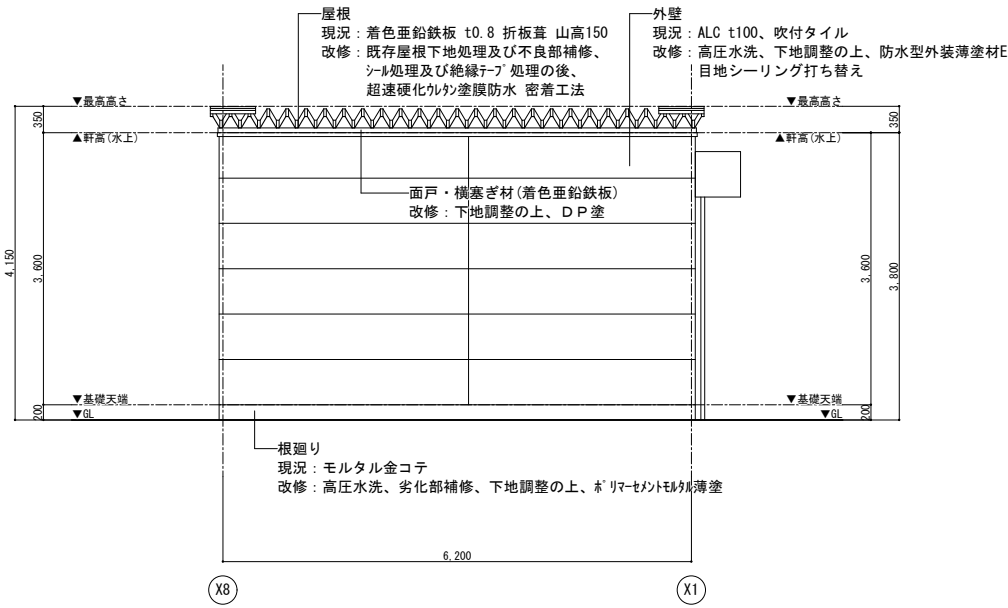 屋根
現況：着色亜鉛鉄板 t0.8 折板葺 山高150
改修：既存屋根下地処理及び不良部補修、
ｼｰﾙ処理及び絶縁ﾃｰﾌﾟ処理の後、
超速硬化ｳﾚﾀﾝ塗膜防水 密着工法
外壁
現況：ALC t100、吹付タイル
改修：高圧水洗、下地調整の上、防水型外装薄塗材E
目地シーリング打ち替え
▼最高高さ
▼最高高さ
350
350
▲軒高(水上)
▲軒高(水上)
面戸・横塞ぎ材(着色亜鉛鉄板)
改修：下地調整の上、ＤＰ塗
4,150
3,600
3,600
3,800
▼基礎天端
▼基礎天端
200
▼GL
▼GL
200
根廻り
現況：モルタル金コテ
改修：高圧水洗、劣化部補修、下地調整の上、ﾎﾟﾘﾏｰｾﾒﾝﾄﾓﾙﾀﾙ薄塗
6,200
X8
X1